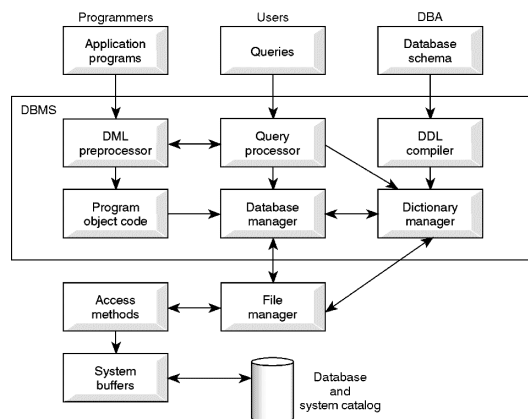 Programmers
Users
DBA
Application
programs
Queries
Database
schema
DBMS
DML
preprocessor
Query
processor
DDL
compiler
Program
object code
Database
manager
Dictionary
manager
Access
methods
File
manager
System
buffers
Database
and
system catalog